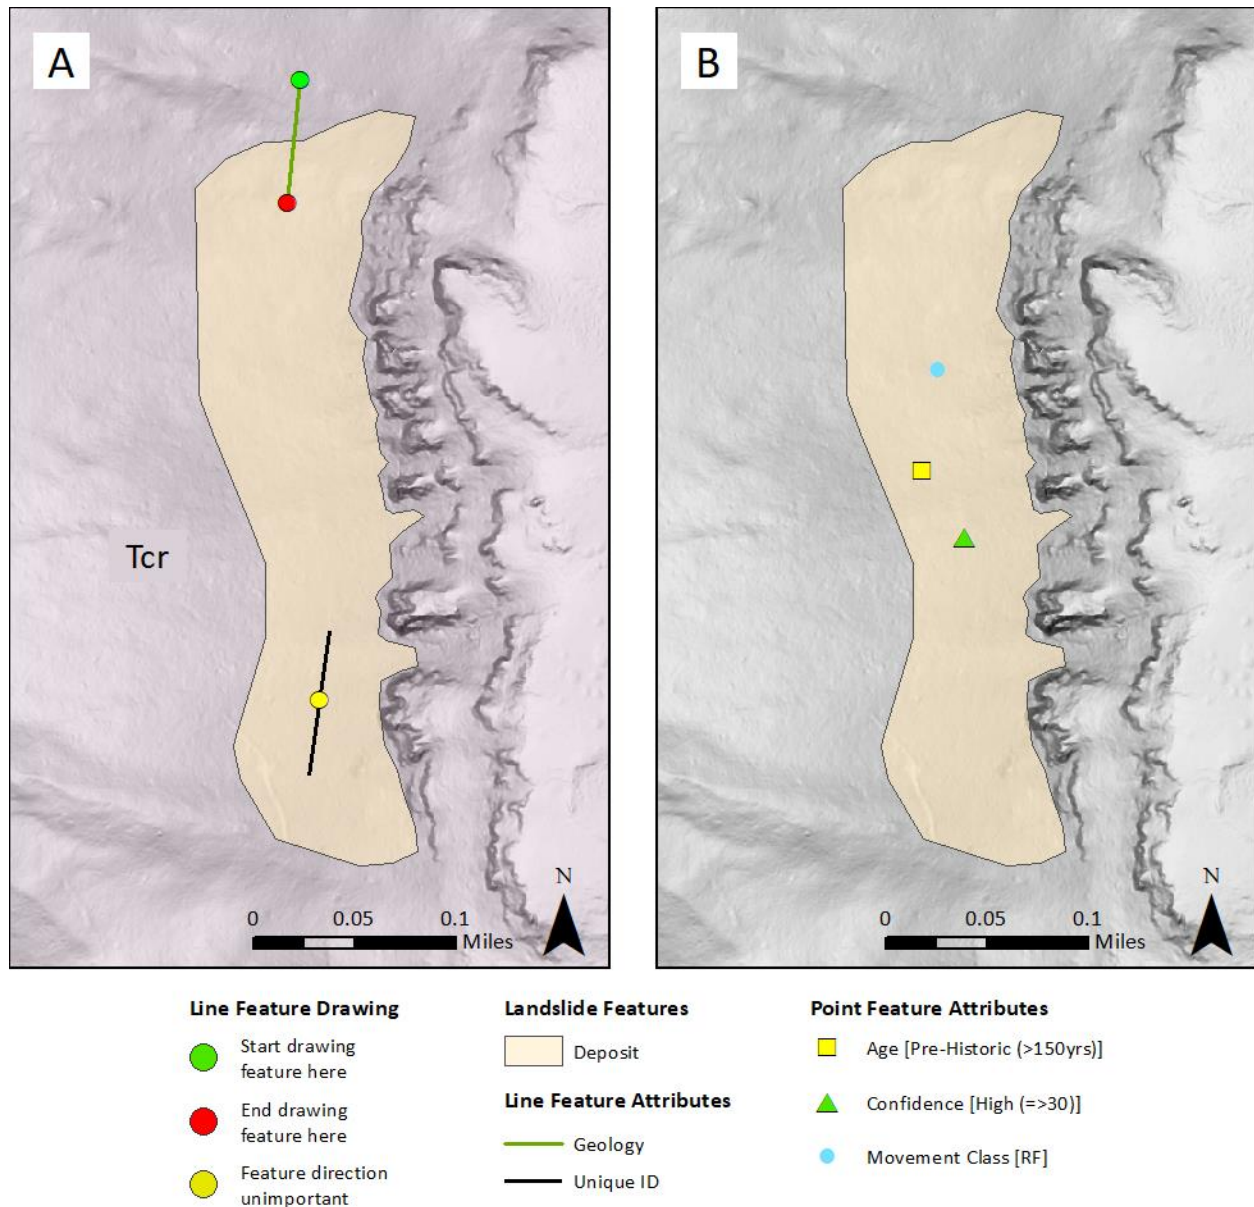 A
B
Tcr
N
0 0.05 0.1
Miles
N
0 0.05 0.1
Miles
Line Feature Drawing
Start drawing
feature here
End drawing
feature here
Feature direction
unimportant
Landslide Features
Deposit
Line Feature Attributes
Geology
Unique ID
Point Feature Attributes
Age [Pre-Historic (>150yrs)]
Confidence [High (=>30)]
Movement Class [RF]